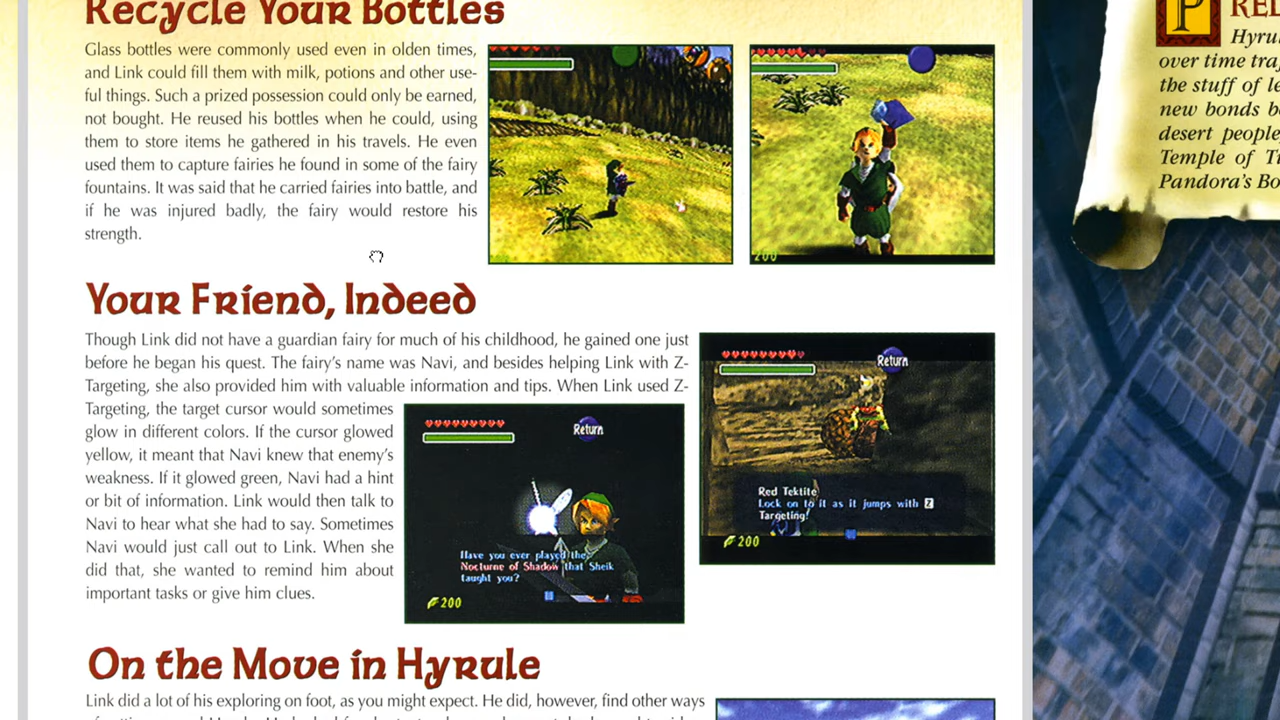 Recycle Your Bottles
Glass bottles were commonly used even in olden times,
and Link could fill them with milk, potions and other use-
ful things. Such a prized possession could only be earned,
not bought. He reused his bottles when he could, using
them to store items he gathered in his travels. He even
used them to capture fairies he found in some of the fairy
fountains. It was said that he carried fairies into battle, and
if he was injured badly, the fairy would restore his
strength.
200
Your Friend, Indeed
Though Link did not have a guardian fairy for much of his childhood, he gained one just
before he began his quest. The fairy's name was Navi, and besides helping Link with Z-
Targeting, she also provided him with valuable information and tips. When Link used Z-
Targeting, the target cursor would sometimes
glow in different colors. If the cursor glowed
yellow, it meant that Navi knew that enemy's
weakness. If it glowed green, Navi had a hint
or bit of information. Link would then talk to
Navi to hear what she had to say. Sometimes
Navi would just call out to Link. When she
did that, she wanted to remind him about
important tasks or give him clues.
Return
Have you ever played the
Nocturne of Shadow that Sheik
taught you?
200
Return
Red Tektite
Lock on to it as it jumps with Z
Targeting!
200
On the Move in Hyrule
Link did a lot of his exploring on foot, as you might expect. He did, however, find other ways
P
RED
Hyrul
over time tra
the stuff of le
new bonds b
desert people,
Temple of Ti
Pandora's Bo